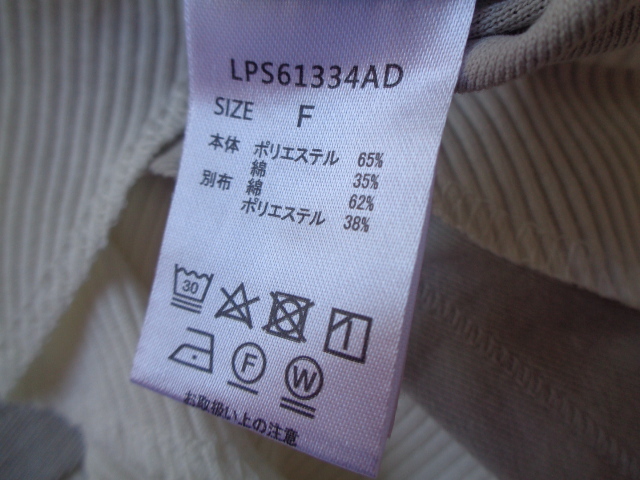 LPS61334AD
SIZE F
本体 ポリエステル 65%
綿 35%
別布 綿 62%
ポリエステル 38%
30
F W
お取扱い上の注意